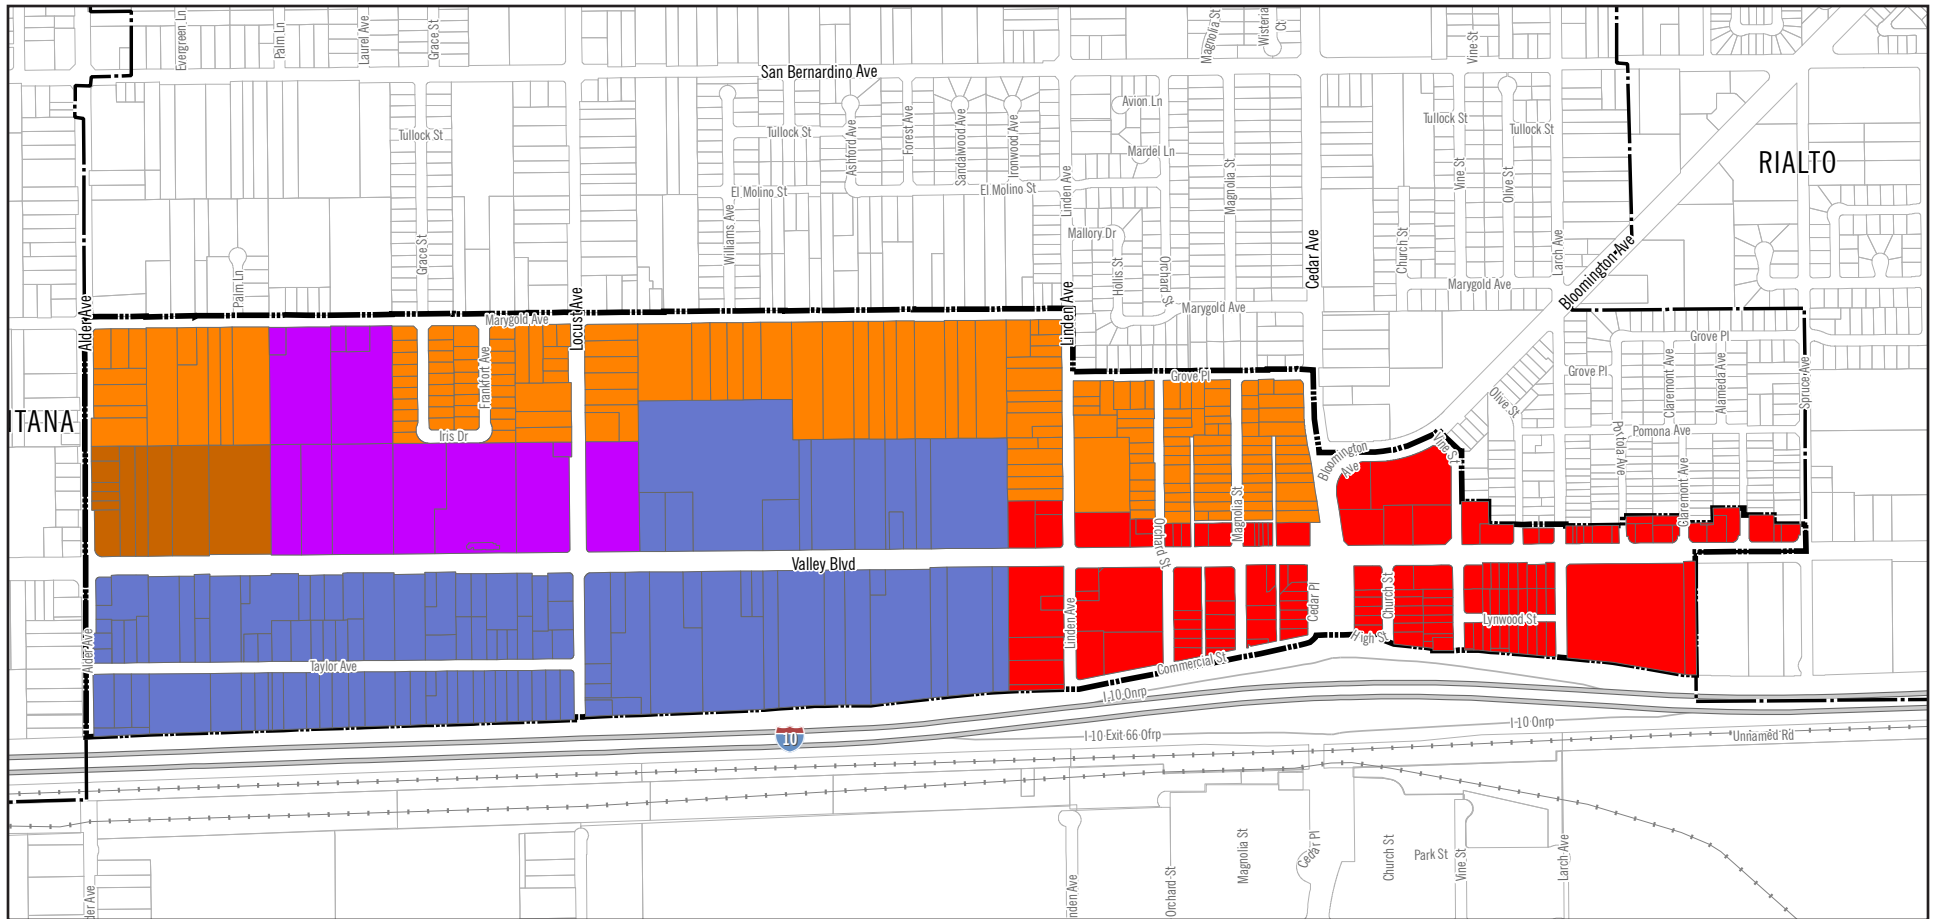 Evergreen Ln
Palm Ln
Laurel Ave
Grace St
Magnolia St
Wisteria
Ct
Vine St
San Bernardino Ave
Tullock St
Tullock St
Ashford Ave
Forest Ave
Sandalwood Ave
Ironwood Ave
Avion Ln
Mardel Ln
Tullock St
Tullock St
RIALTO
El Molino St
El Molino St
Linden Ave
Magnolia St
Vine St
Olive St
Grace St
Williams Ave
Mallory Dr
Cedar Ave
Church St
Larch Ave
Palm Ln
Hollis St
Orchard St
Marygold Ave
Bloomington Ave
Alder Ave
Marygold Ave
Locust Ave
Linden Ave
Marygold Ave
Grove Pl
Frankfort Ave
Grove Pl
Grove Pl
Claremont Ave
Alameda Ave
Spruce Ave
Olive St
ITANA
Iris Dr
Bloomington
Ave
Vine St
Portola Ave
Pomona Ave
Claremont Ave
Magnolia St
Orchard St
Valley Blvd
Alder Ave
Taylor Ave
Linden Ave
Cedar Pl
Church St
Lynwood St
High St
Commercial St
I-10 Onrp
10
I-10 Exit 66 Ofrp
I-10 Onrp
Unnamed Rd
der Ave
nden Ave
Orchard St
Magnolia St
Cedar Pl
Church St
Park St
Vine St
Larch Ave